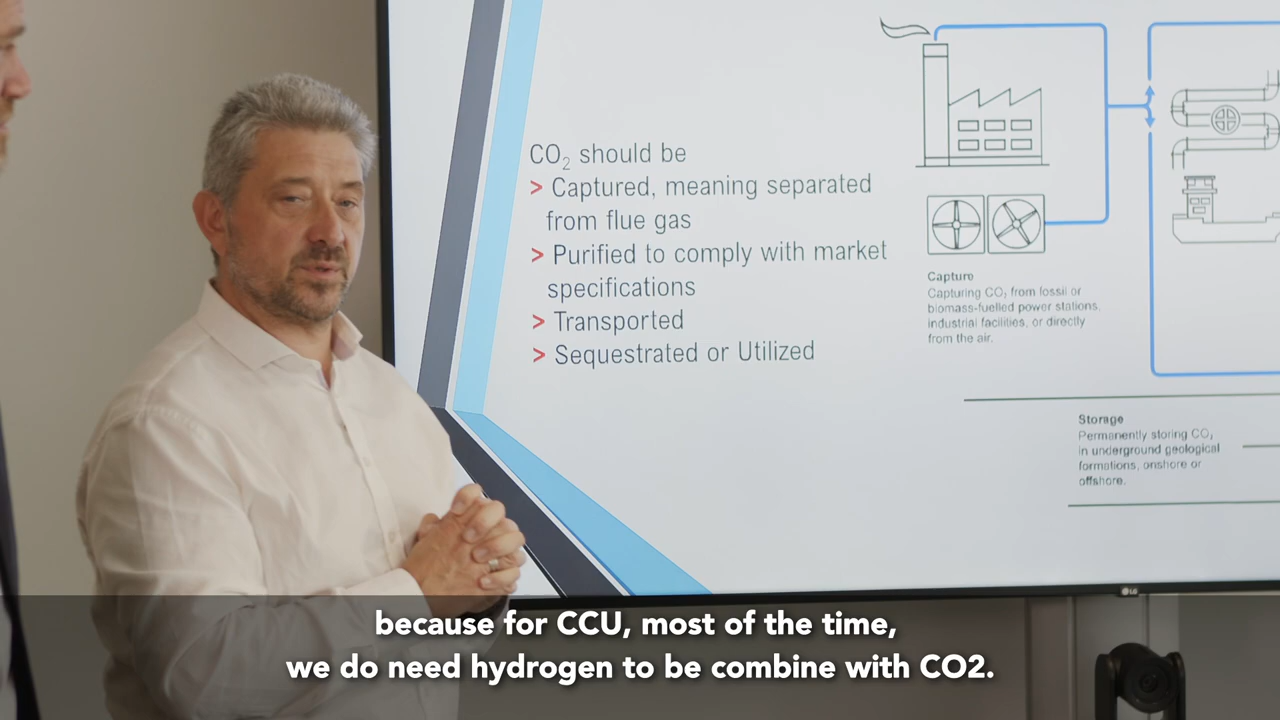 CO₂ should be
> Captured, meaning separated
from flue gas
> Purified to comply with market
specifications
> Transported
> Sequestrated or Utilized
Capture
Capturing CO₂ from fossil or
biomass-fuelled power stations,
industrial facilities, or directly
from the air.
Storage
Permanently storing CO₂
in underground geological
formations, onshore or
offshore.
LG
because for CCU, most of the time,
we do need hydrogen to be combine with CO2.